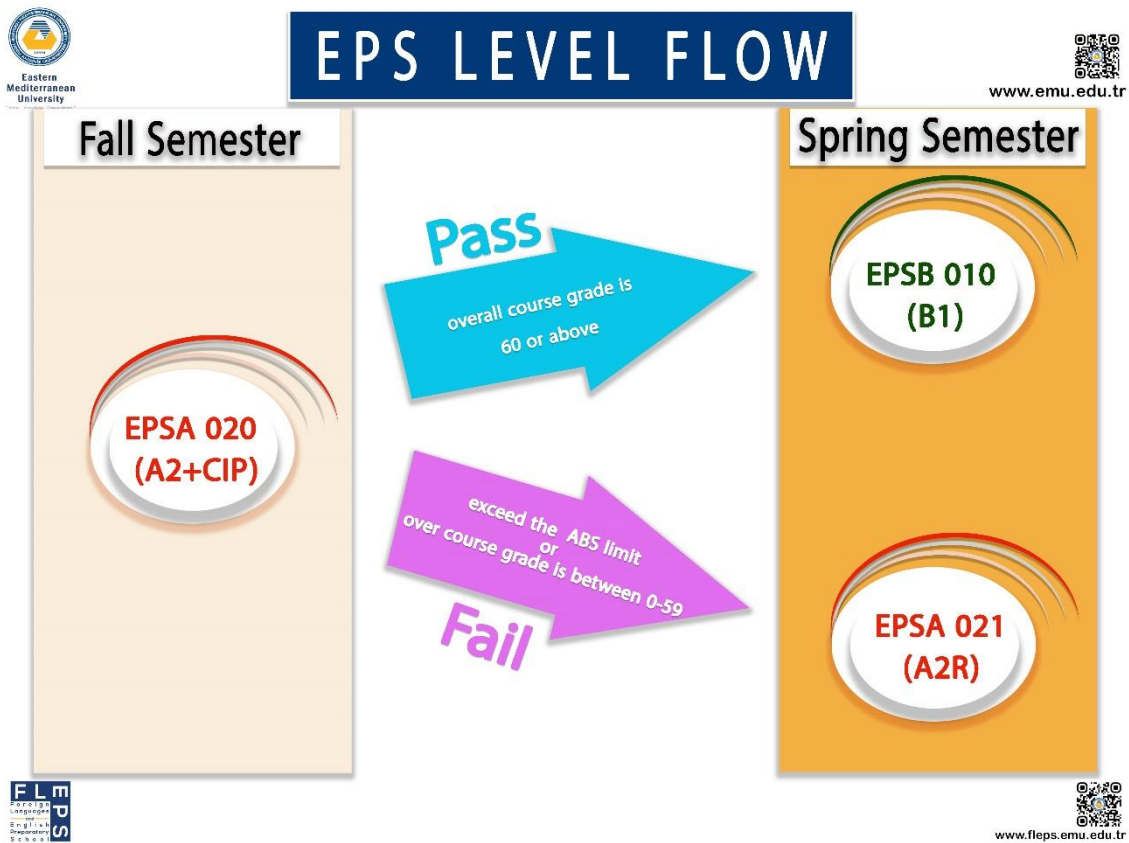 EPS LEVEL FLOW
Eastern
Mediterranean
University
www.emu.edu.tr
Fall Semester
Spring Semester
Pass
overall course grade is
60 or above
EPSB 010
(B1)
EPSA 020
(A2+CIP)
exceed the ABS limit
or
over course grade is between 0-59
Fail
EPSA 021
(A2R)
FLEPS
Foreign
Languages
and
English
Preparatory
School
www.fleps.emu.edu.tr